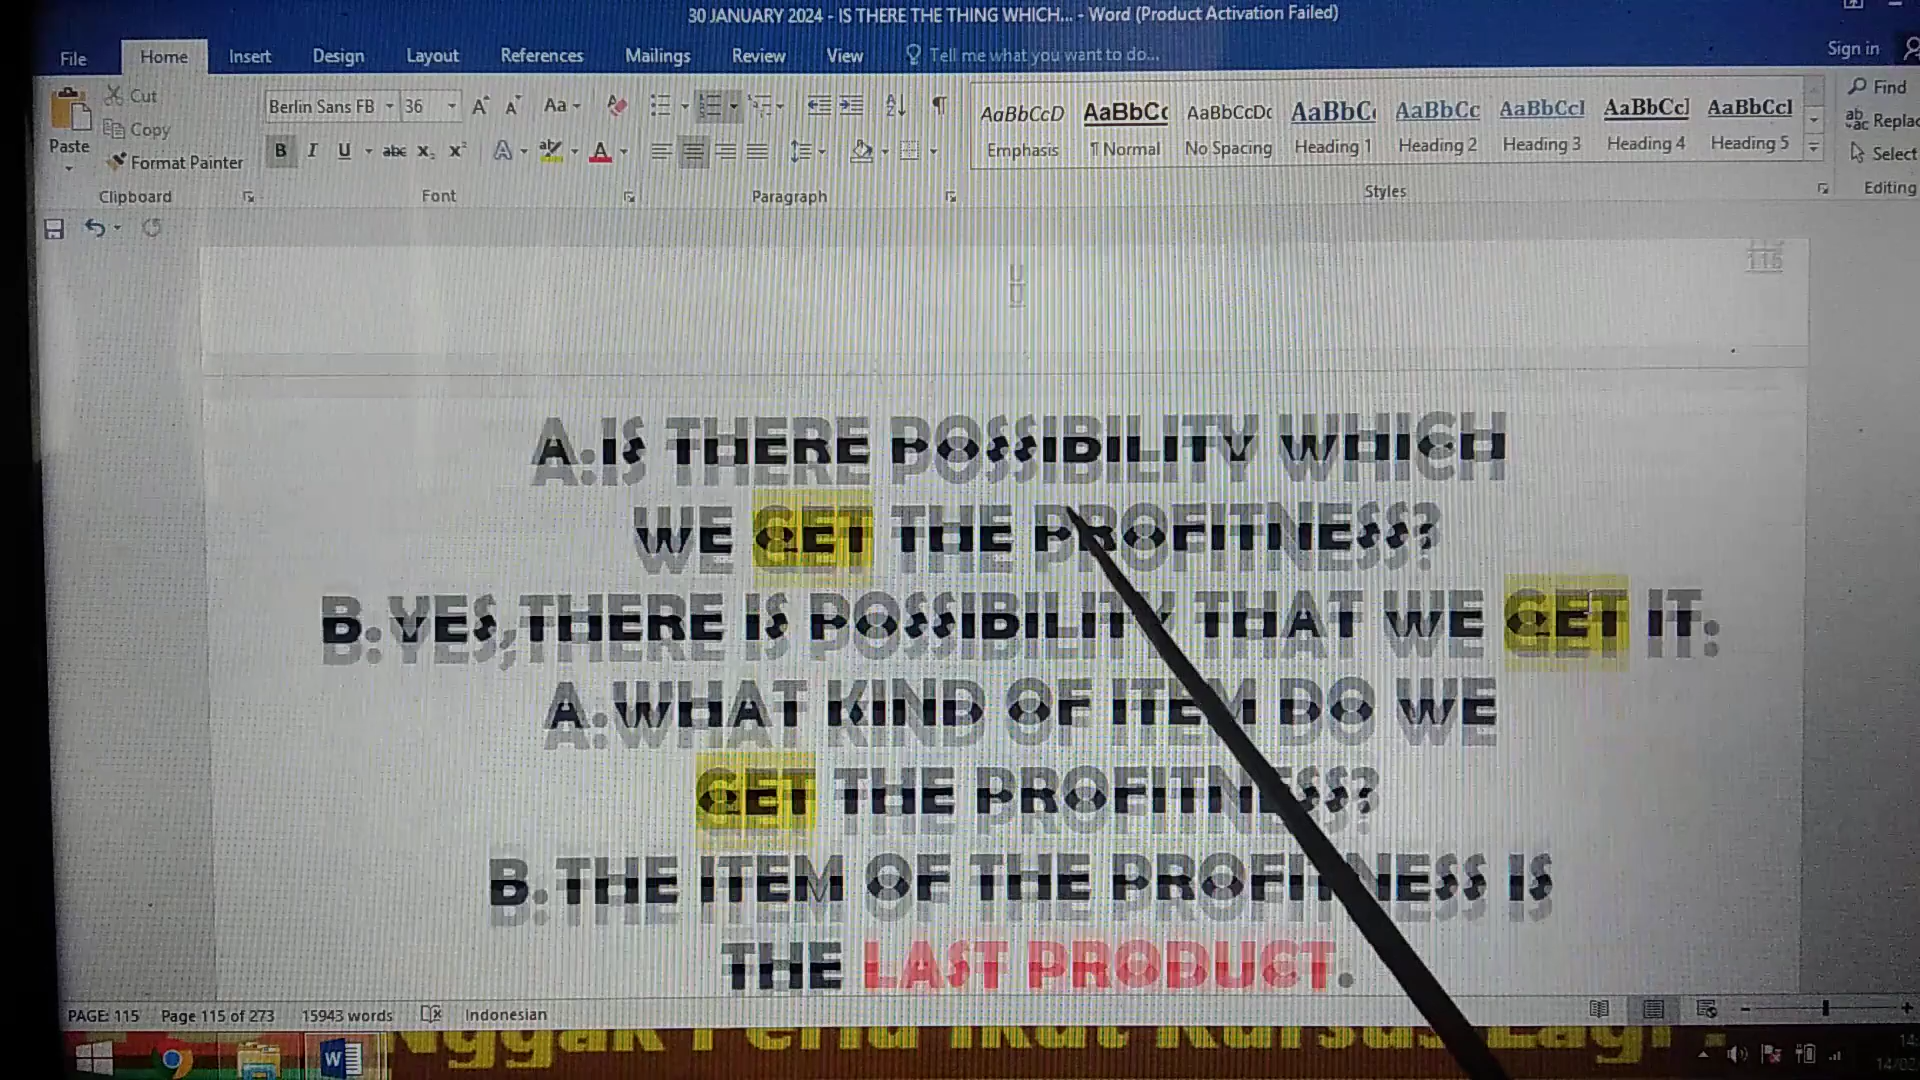 30 JANUARY 2024 - IS THERE THE THING WHICH... - Word (Product Activation Failed)
File Home Insert Design Layout References Mailings Review View Tell me what you want to do... Sign in
Cut
Copy
Paste
Format Painter
Clipboard
Berlin Sans FB 36
Font
Paragraph
AaBbCcD AaBbCc AaBbCcDc AaBbC AaBbCc AaBbCcI AaBbCcI AaBbCcI
Emphasis ¶ Normal No Spacing Heading 1 Heading 2 Heading 3 Heading 4 Heading 5
Styles
Find
Replac
Select
Editing
115
A.IS THERE POSSIBILITY WHICH
WE GET THE PROFITNESS?
B.YES,THERE IS POSSIBILITY THAT WE GET IT.
A.WHAT KIND OF ITEM DO WE
GET THE PROFITNESS?
B.THE ITEM OF THE PROFITNESS IS
THE LAST PRODUCT.
PAGE: 115 Page 115 of 273 15943 words Indonesian